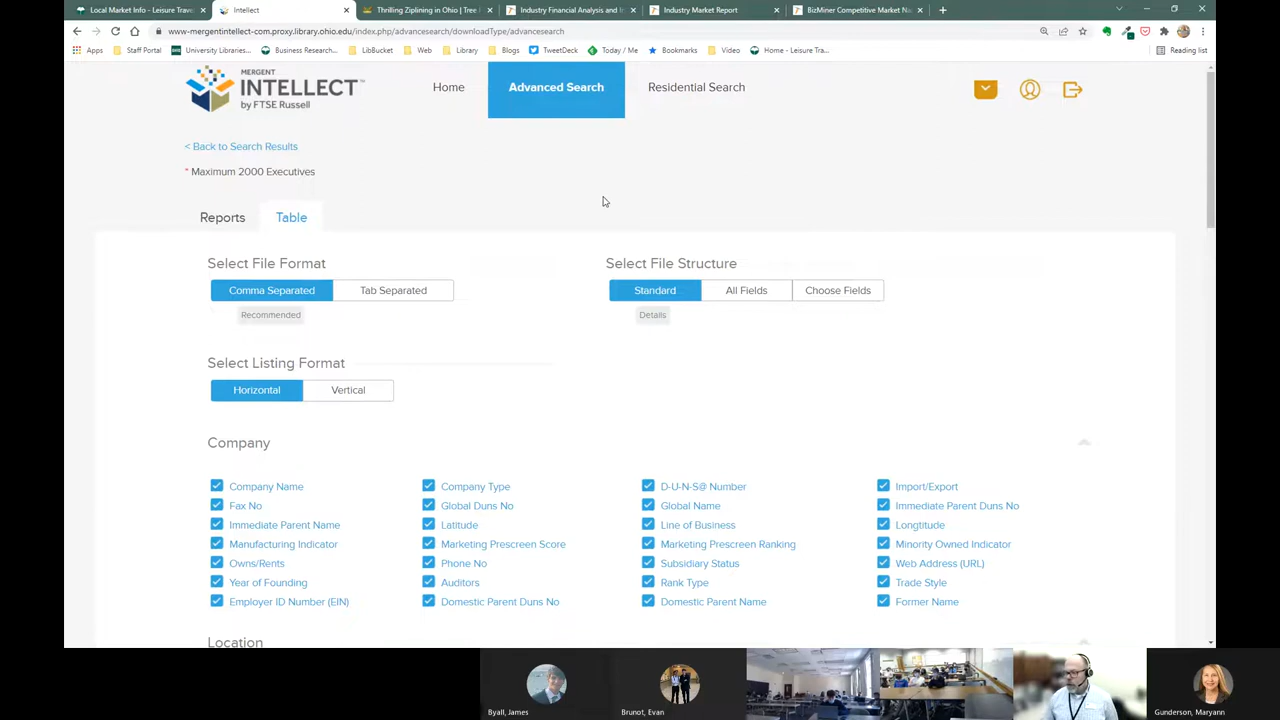 Local Market Info - Leisure Trave
Intellect
Thrilling Ziplining in Ohio | Tree
Industry Financial Analysis and I
Industry Market Report
BizMiner Competitive Market Na
www-mergentintellect-com.proxy.library.ohio.edu/index.php/advancesearch/downloadType/advancesearch
Apps
Staff Portal
University Libraries...
Business Research...
LibBucket
Web
Library
Blogs
TweetDeck
Today / Me
Bookmarks
Video
Home - Leisure Tra...
Reading list
MERGENT
INTELLECT
by FTSE Russell
Home
Advanced Search
Residential Search
< Back to Search Results
* Maximum 2000 Executives
Reports
Table
Select File Format
Select File Structure
Comma Separated
Tab Separated
Standard
All Fields
Choose Fields
Recommended
Details
Select Listing Format
Horizontal
Vertical
Company
Company Name
Company Type
D-U-N-S@ Number
Import/Export
Fax No
Global Duns No
Global Name
Immediate Parent Duns No
Immediate Parent Name
Latitude
Line of Business
Longtitude
Manufacturing Indicator
Marketing Prescreen Score
Marketing Prescreen Ranking
Minority Owned Indicator
Owns/Rents
Phone No
Subsidiary Status
Web Address (URL)
Year of Founding
Auditors
Rank Type
Trade Style
Employer ID Number (EIN)
Domestic Parent Duns No
Domestic Parent Name
Former Name
Location
Byall, James
Brunot, Evan
Gunderson, Maryann